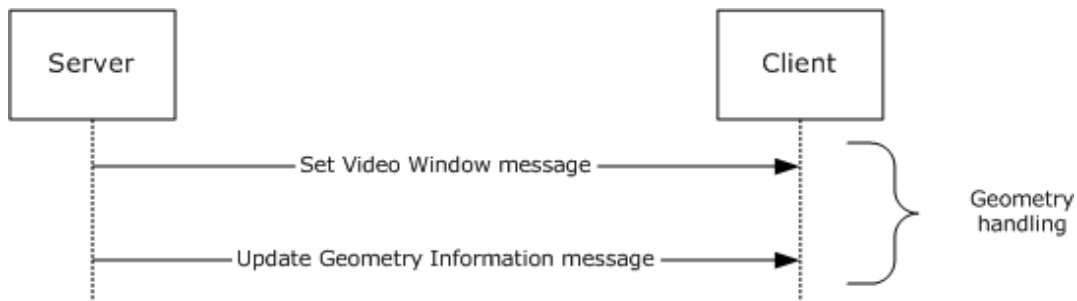 Server
Client
Set Video Window message
Geometry
handling
Update Geometry Information message